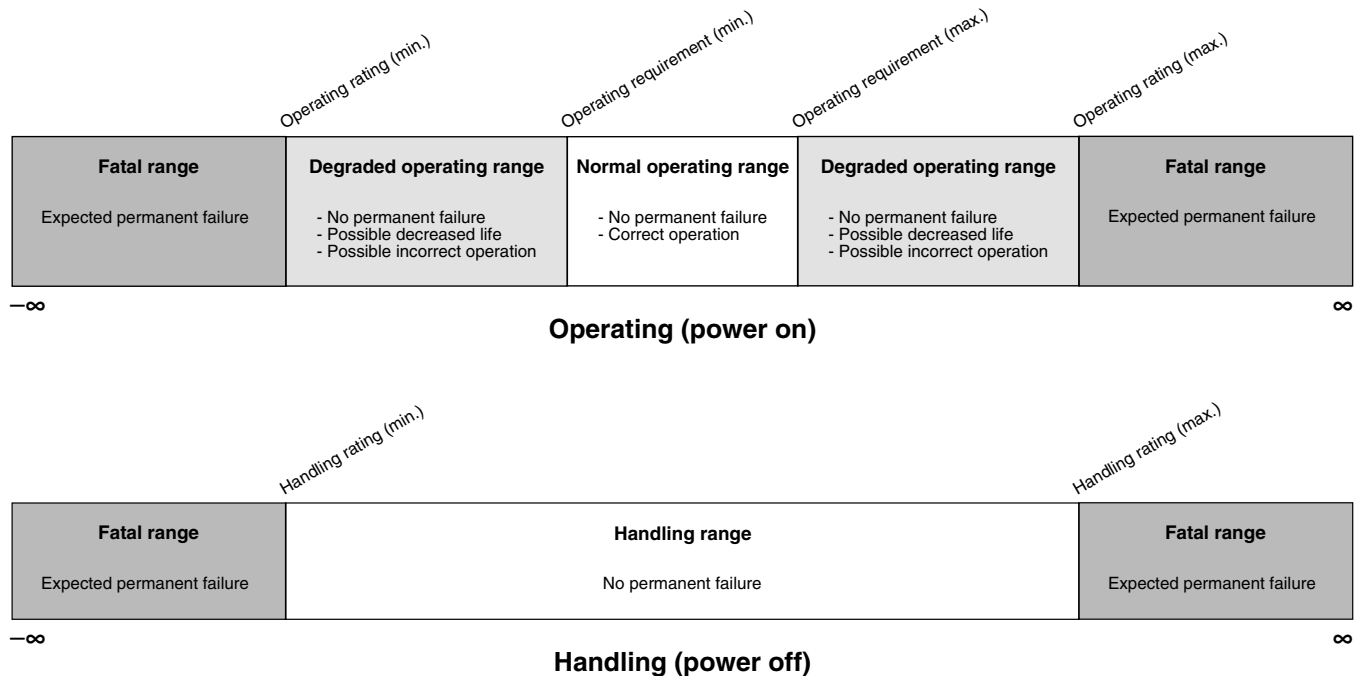 Operating rating (min.)
Operating requirement (min.)
Operating requirement (max.)
Operating rating (max.)
Fatal range
Expected permanent failure
Degraded operating range
- No permanent failure
- Possible decreased life
- Possible incorrect operation
Normal operating range
- No permanent failure
- Correct operation
Degraded operating range
- No permanent failure
- Possible decreased life
- Possible incorrect operation
Fatal range
Expected permanent failure
–∞
∞
Operating (power on)
Handling rating (min.)
Handling rating (max.)
Fatal range
Expected permanent failure
Handling range
No permanent failure
Fatal range
Expected permanent failure
–∞
∞
Handling (power off)